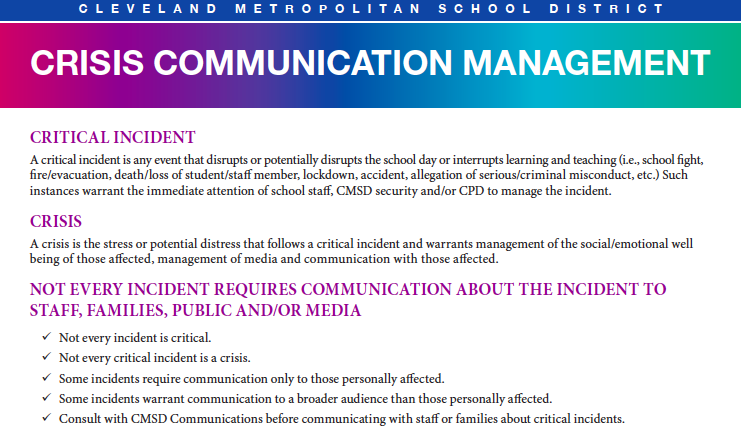 CLEVELAND METROPOLITAN SCHOOL DISTRICT
CRISIS COMMUNICATION MANAGEMENT
CRITICAL INCIDENT
A critical incident is any event that disrupts or potentially disrupts the school day or interrupts learning and teaching (i.e., school fight,
fire/evacuation, death/loss of student/staff member, lockdown, accident, allegation of serious/criminal misconduct, etc.) Such
instances warrant the immediate attention of school staff, CMSD security and/or CPD to manage the incident.
CRISIS
A crisis is the stress or potential distress that follows a critical incident and warrants management of the social/emotional well
being of those affected, management of media and communication with those affected.
NOT EVERY INCIDENT REQUIRES COMMUNICATION ABOUT THE INCIDENT TO
STAFF, FAMILIES, PUBLIC AND/OR MEDIA
✓ Not every incident is critical.
✓ Not every critical incident is a crisis.
✓ Some incidents require communication only to those personally affected.
✓ Some incidents warrant communication to a broader audience than those personally affected.
✓ Consult with CMSD Communications before communicating with staff or families about critical incidents.